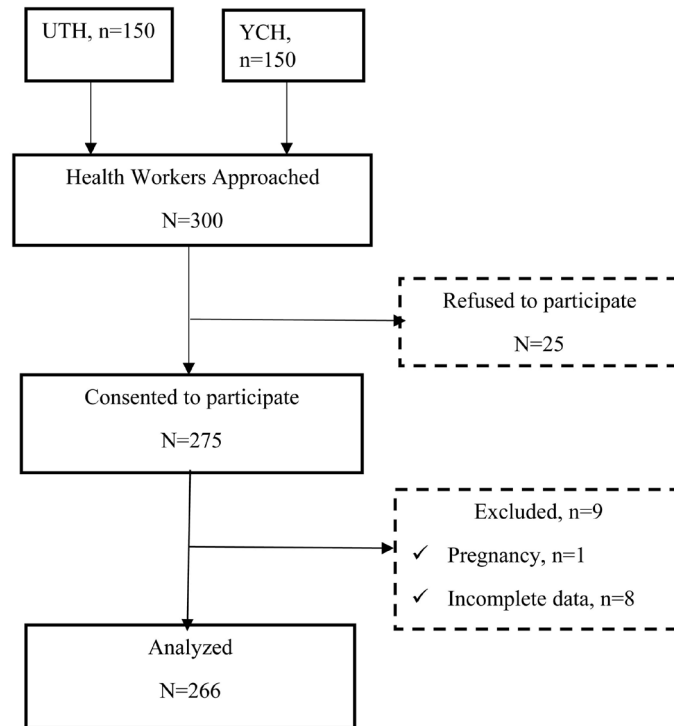 UTH, n=150
YCH,
n=150
Health Workers Approached
N=300
Refused to participate
N=25
Consented to participate
N=275
Excluded, n=9
✓ Pregnancy, n=1
✓ Incomplete data, n=8
Analyzed
N=266